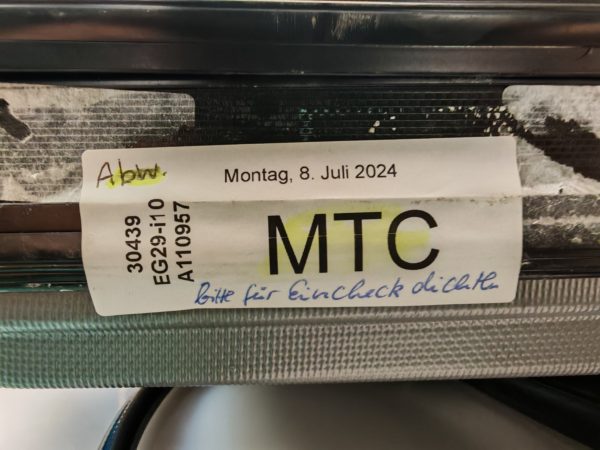 Abw.
Montag, 8. Juli 2024
30439
EG29-i10
A110957
MTC
Bitte für Eincheck dichten